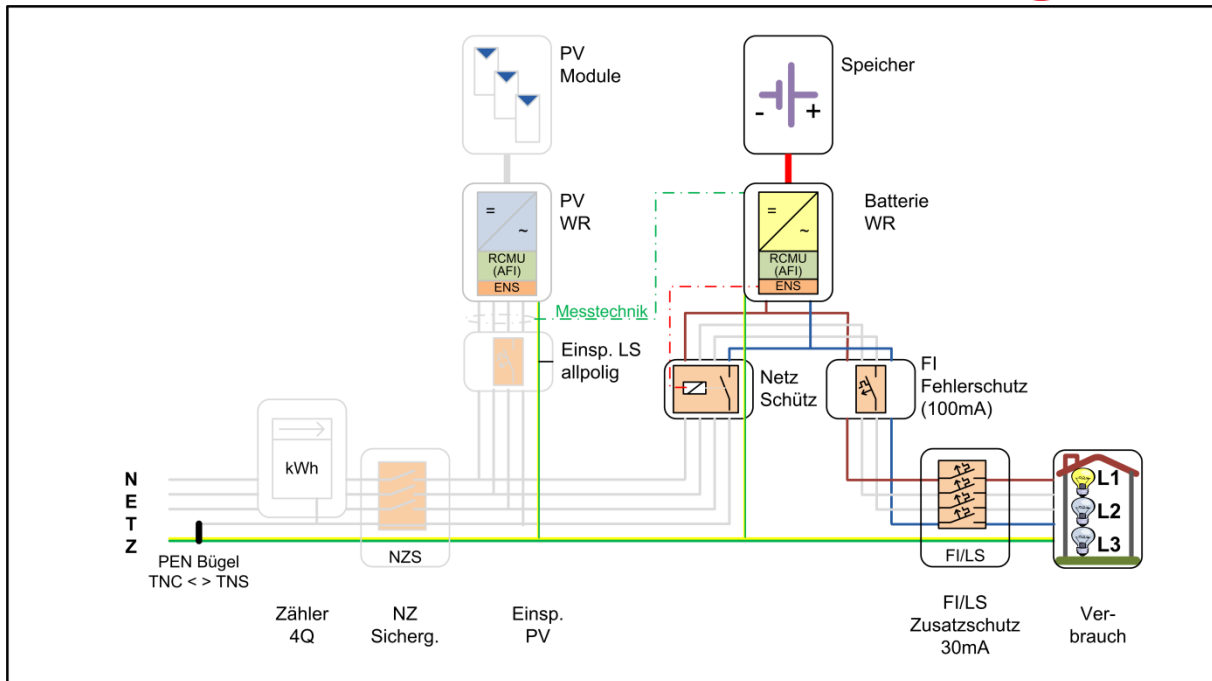 PV
Module
Speicher
- +
PV
WR
=
~
RCMU
(AFI)
ENS
Batterie
WR
=
~
RCMU
(AFI)
ENS
Messtechnik
Einsp. LS
allpolig
Netz
Schütz
FI
Fehlerschutz
(100mA)
kWh
N
E
T
Z
NZS
FI/LS
L1
L2
L3
PEN Bügel
TNC < > TNS
Zähler
4Q
NZ
Sicherg.
Einsp.
PV
FI/LS
Zusatzschutz
30mA
Ver-
brauch